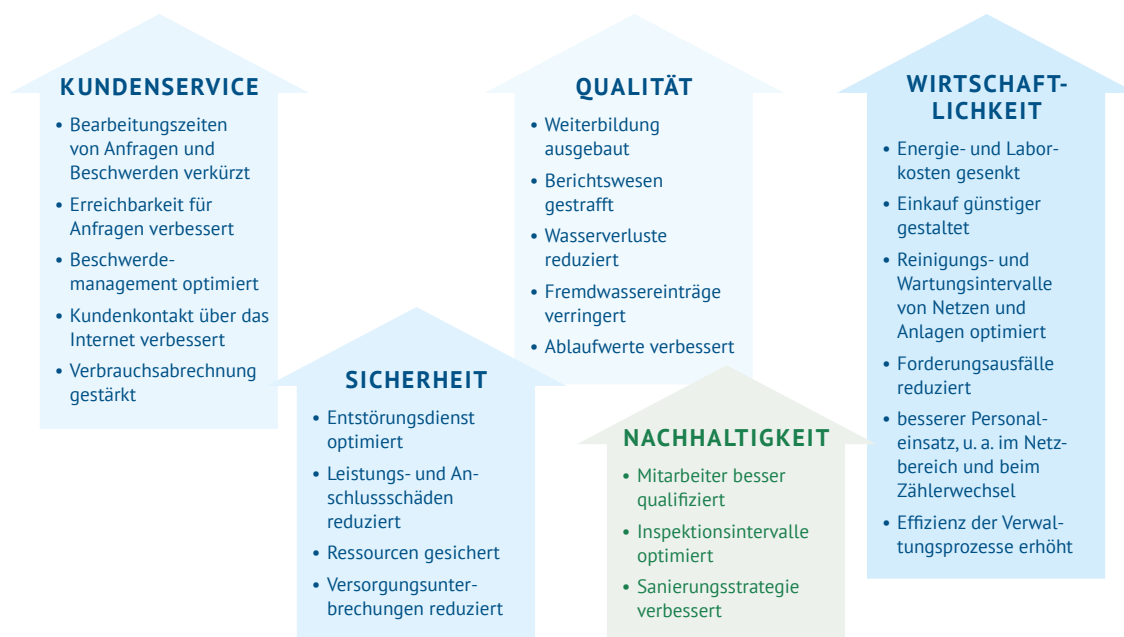 KUNDENSERVICE
• Bearbeitungszeiten
von Anfragen und
Beschwerden verkürzt
• Erreichbarkeit für
Anfragen verbessert
• Beschwerde-
management optimiert
• Kundenkontakt über das
Internet verbessert
• Verbrauchsabrechnung
gestärkt
SICHERHEIT
• Entstörungsdienst
optimiert
• Leistungs- und An-
schlussschäden
reduziert
• Ressourcen gesichert
• Versorgungsunter-
brechungen reduziert
QUALITÄT
• Weiterbildung
ausgebaut
• Berichtswesen
gestrafft
• Wasserverluste
reduziert
• Fremdwassereinträge
verringert
• Ablaufwerte verbessert
NACHHALTIGKEIT
• Mitarbeiter besser
qualifiziert
• Inspektionsintervalle
optimiert
• Sanierungsstrategie
verbessert
WIRTSCHAFT-
LICHKEIT
• Energie- und Labor-
kosten gesenkt
• Einkauf günstiger
gestaltet
• Reinigungs- und
Wartungsintervalle
von Netzen und
Anlagen optimiert
• Forderungsausfälle
reduziert
• besserer Personal-
einsatz, u. a. im Netz-
bereich und beim
Zählerwechsel
• Effizienz der Verwal-
tungsprozesse erhöht